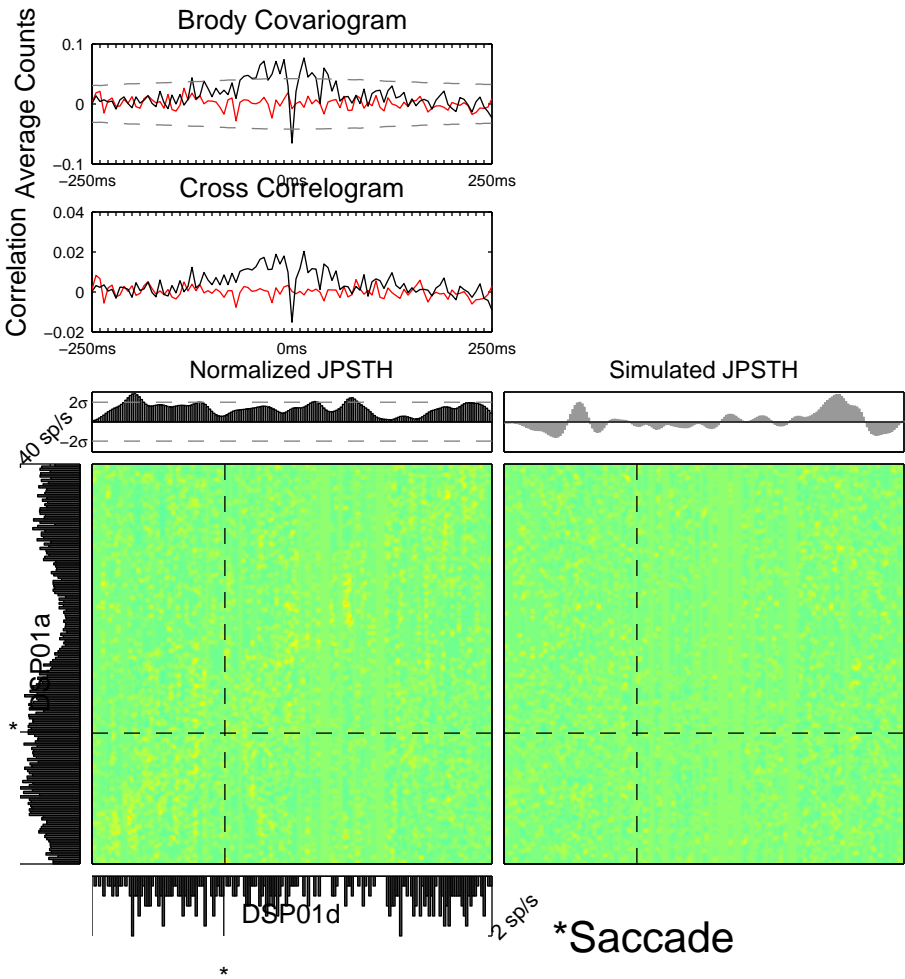 Brody Covariogram
Average Counts
0.1
0
−0.1
−250ms
0ms
250ms
Cross Correlogram
Correlation
0.04
0.02
0
−0.02
−250ms
0ms
250ms
Normalized JPSTH
Simulated JPSTH
2σ
−2σ
40 sp/s
DSP01a
*
DSP01d
2 sp/s
*
*Saccade